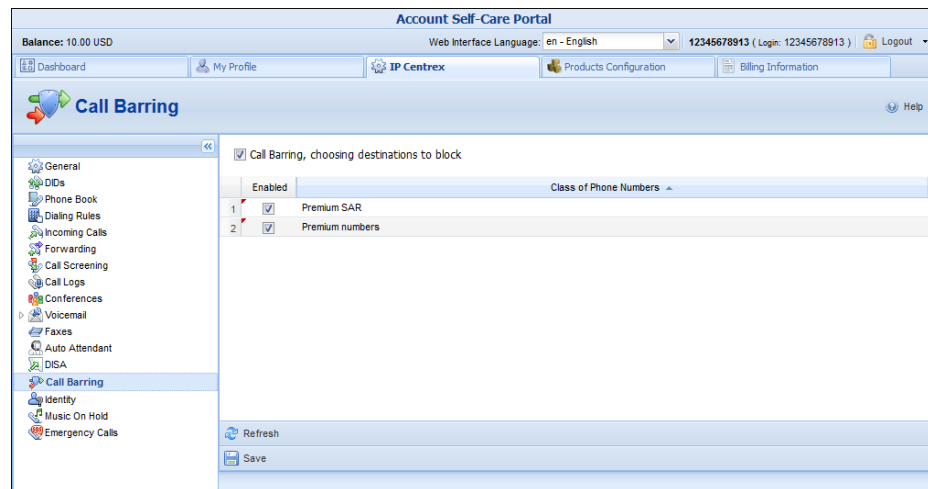 Account Self-Care Portal
Balance: 10.00 USD Web Interface Language: en - English 12345678913 ( Login: 12345678913 ) Logout
Dashboard My Profile IP Centrex Products Configuration Billing Information
Call Barring Help
General
DIDs
Phone Book
Dialing Rules
Incoming Calls
Forwarding
Call Screening
Call Logs
Conferences
Voicemail
Faxes
Auto Attendant
DISA
Call Barring
Identity
Music On Hold
Emergency Calls
Call Barring, choosing destinations to block
Enabled Class of Phone Numbers
1 Premium SAR
2 Premium numbers
Refresh
Save